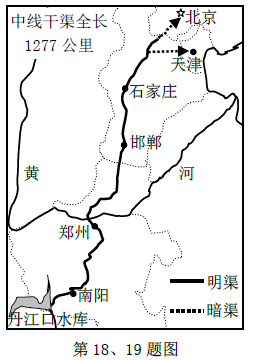 中线干渠全长
1277 公里
北京
天津
石家庄
邯郸
黄
河
郑州
南阳
丹江口水库
明渠
暗渠
第 18、19 题图